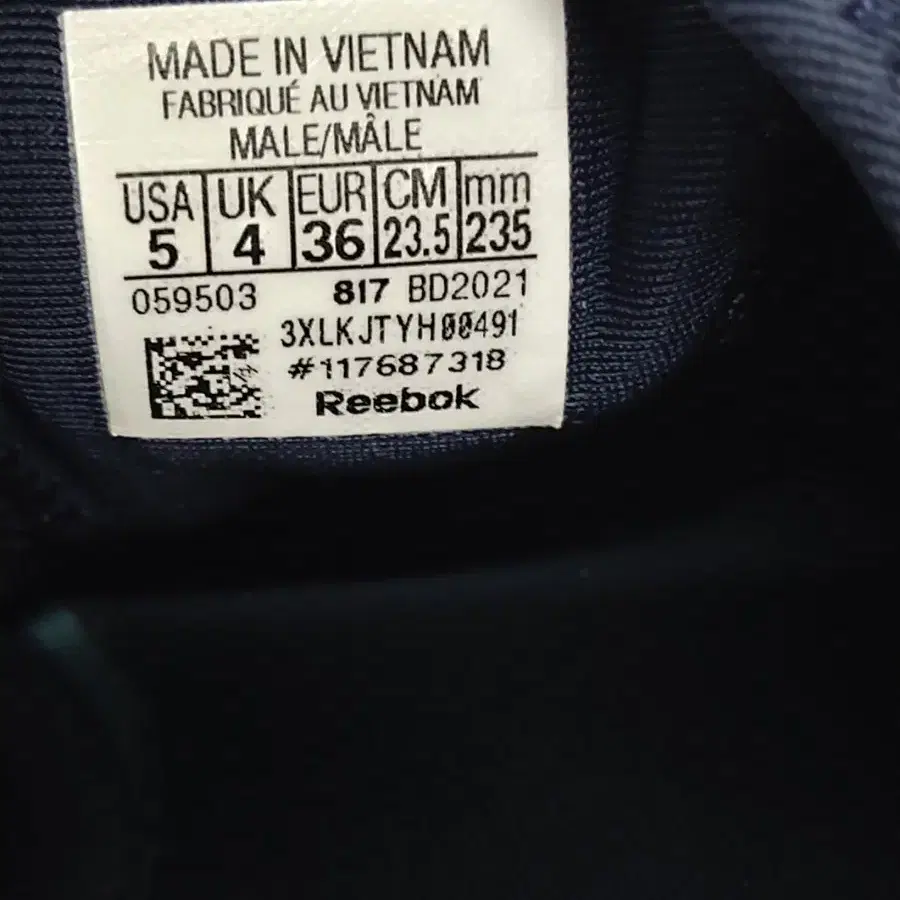 MADE IN VIETNAM
FABRIQUÉ AU VIETNAM
MALE/MÂLE
USA UK EUR CM mm
5 4 36 23.5 235
059503 817 BD2021
3XLKJTYH00491
#117687318
Reebok